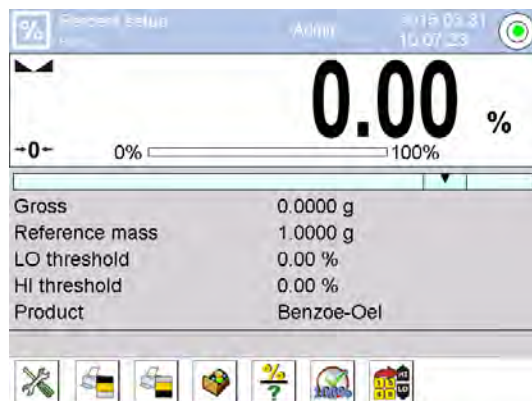 Percent setup
Admin
2015.03.31
10:07:23
0.00 %
→0← 0% 100%
Gross 0.0000 g
Reference mass 1.0000 g
LO threshold 0.00 %
HI threshold 0.00 %
Product Benzoe-Oel